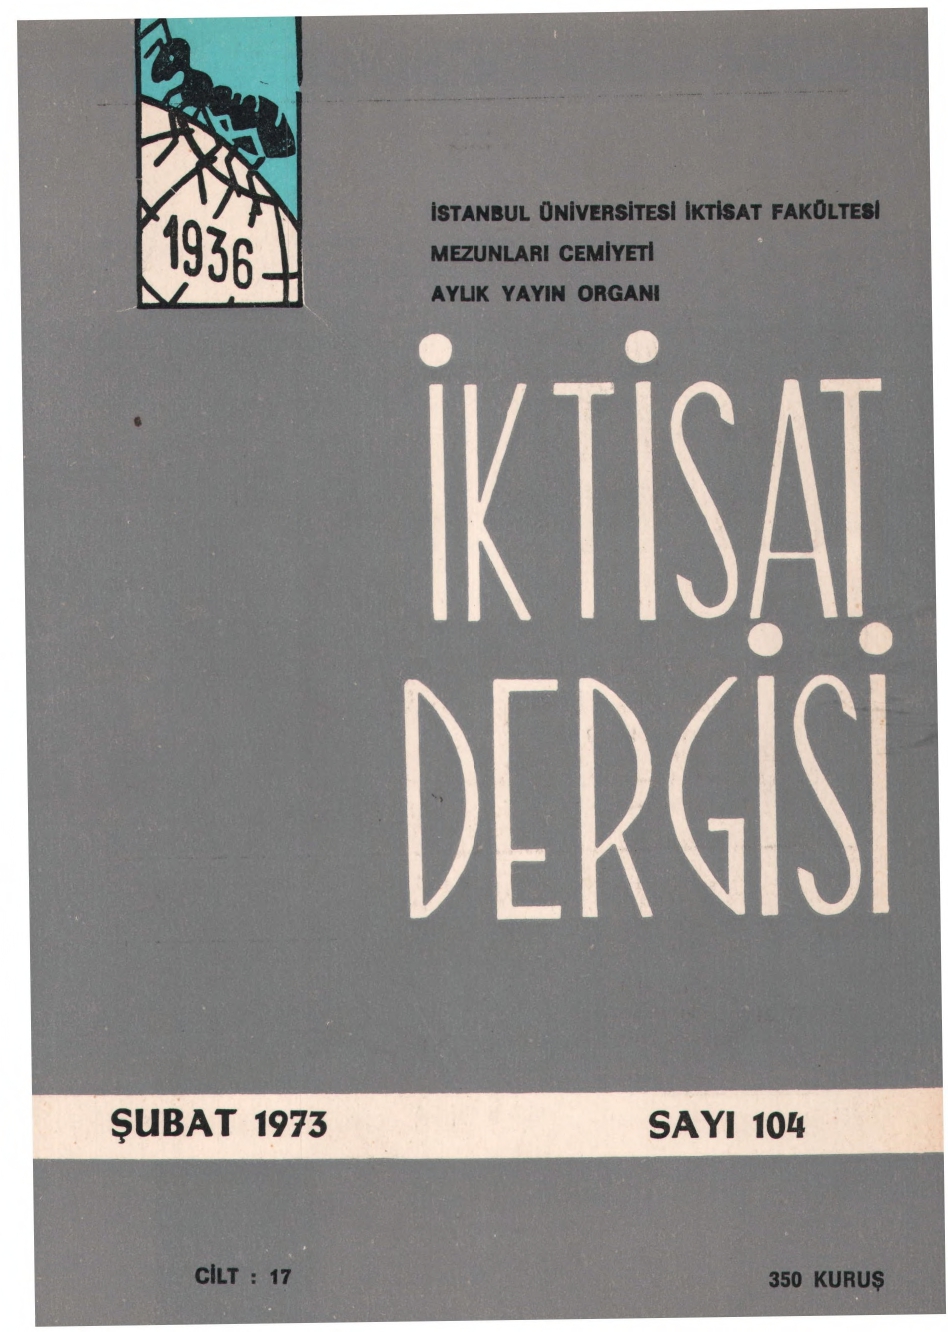 1936
İSTANBUL ÜNİVERSİTESİ İKTİSAT FAKÜLTESİ
MEZUNLARI CEMİYETİ
AYLIK YAYIN ORGANI
İKTİSAT
DERGİSİ
ŞUBAT 1973 SAYI 104
CİLT : 17 350 KURUŞ